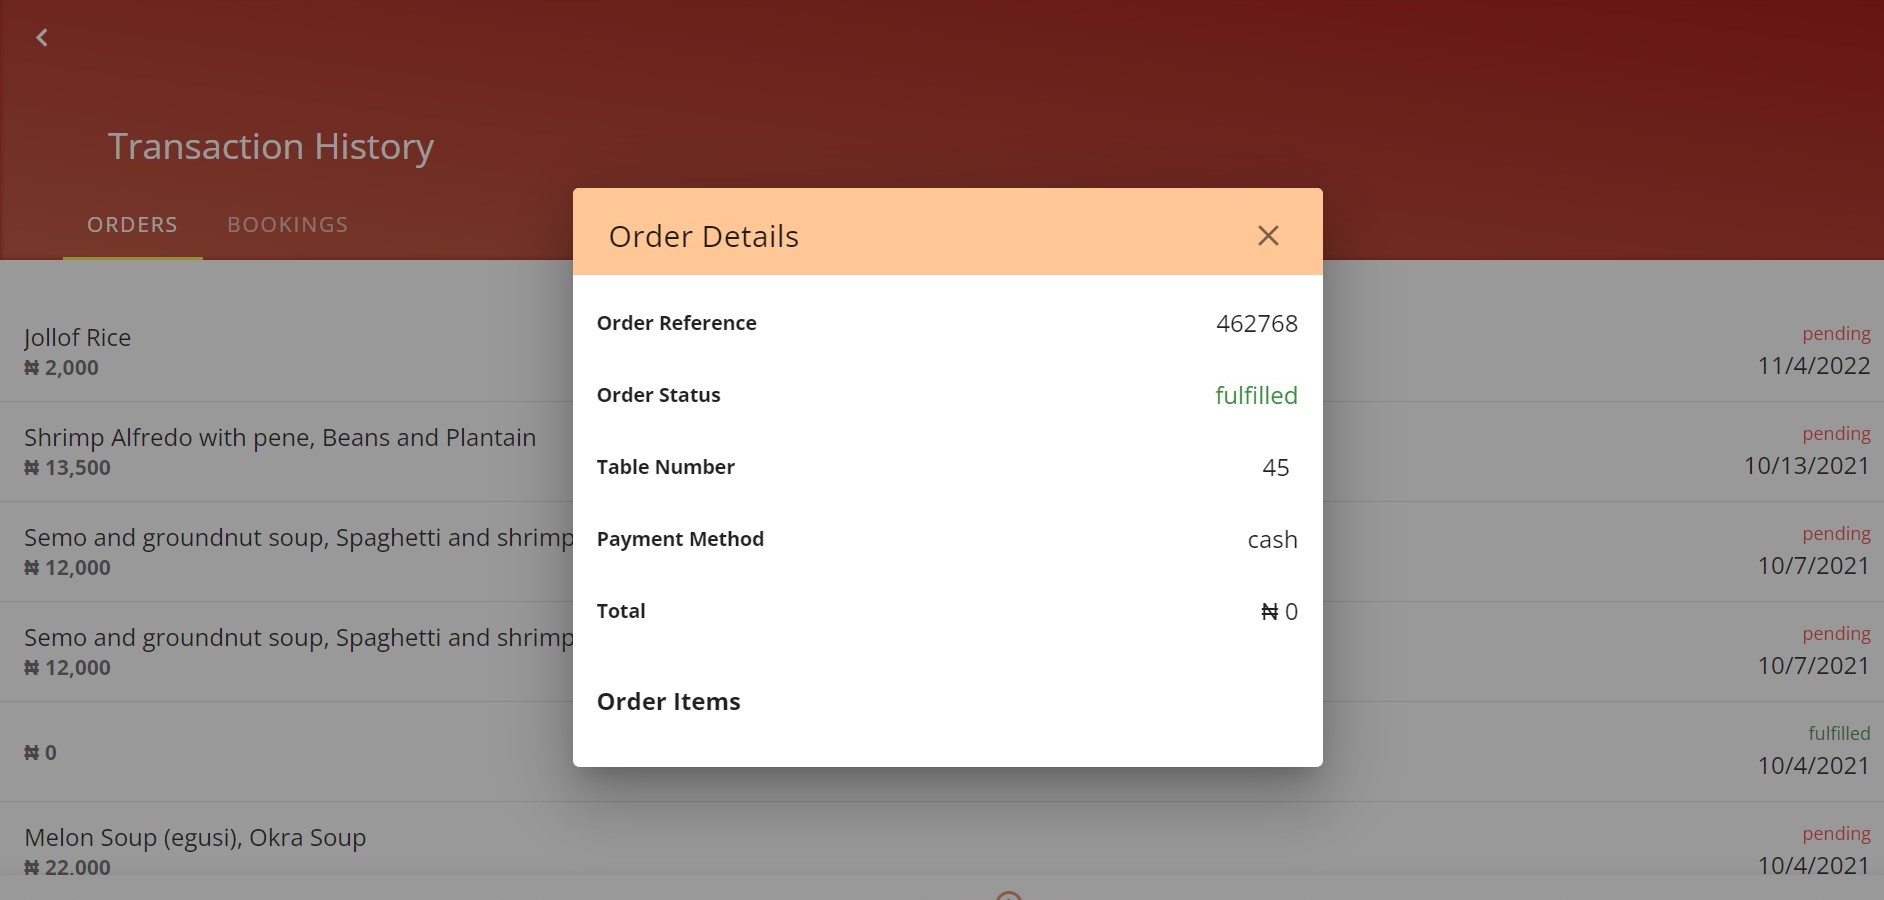 Transaction History
ORDERS BOOKINGS
Order Details
Order Reference 462768
Order Status fulfilled
Table Number 45
Payment Method cash
Total ₦ 0
Order Items
Jollof Rice
₦ 2,000
pending
11/4/2022
Shrimp Alfredo with pene, Beans and Plantain
₦ 13,500
pending
10/13/2021
Semo and groundnut soup, Spaghetti and shrimp
₦ 12,000
pending
10/7/2021
Semo and groundnut soup, Spaghetti and shrimp
₦ 12,000
pending
10/7/2021
₦ 0
fulfilled
10/4/2021
Melon Soup (egusi), Okra Soup
₦ 22,000
pending
10/4/2021